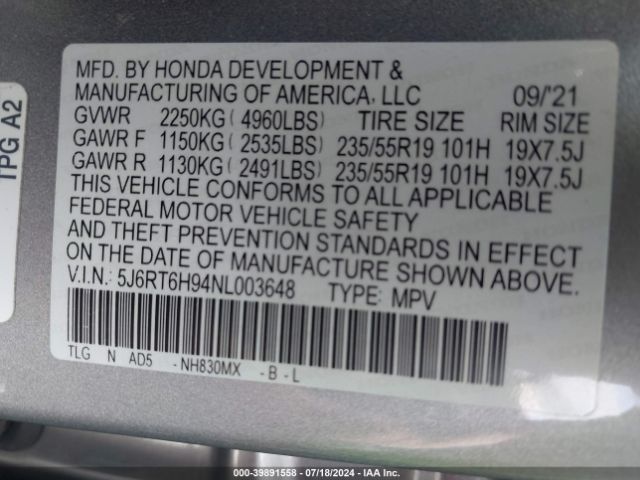 TPG A2
MFD. BY HONDA DEVELOPMENT &
MANUFACTURING OF AMERICA, LLC 09/'21
GVWR 2250KG( 4960LBS) TIRE SIZE RIM SIZE
GAWR F 1150KG( 2535LBS) 235/55R19 101H 19X7.5J
GAWR R 1130KG( 2491LBS) 235/55R19 101H 19X7.5J
THIS VEHICLE CONFORMS TO ALL APPLICABLE
FEDERAL MOTOR VEHICLE SAFETY
AND THEFT PREVENTION STANDARDS IN EFFECT
ON THE DATE OF MANUFACTURE SHOWN ABOVE.
V.I.N.: 5J6RT6H94NL003648 TYPE: MPV
TLG N AD5 -NH830MX -B-L
000-39891558 - 07/18/2024 - IAA Inc.